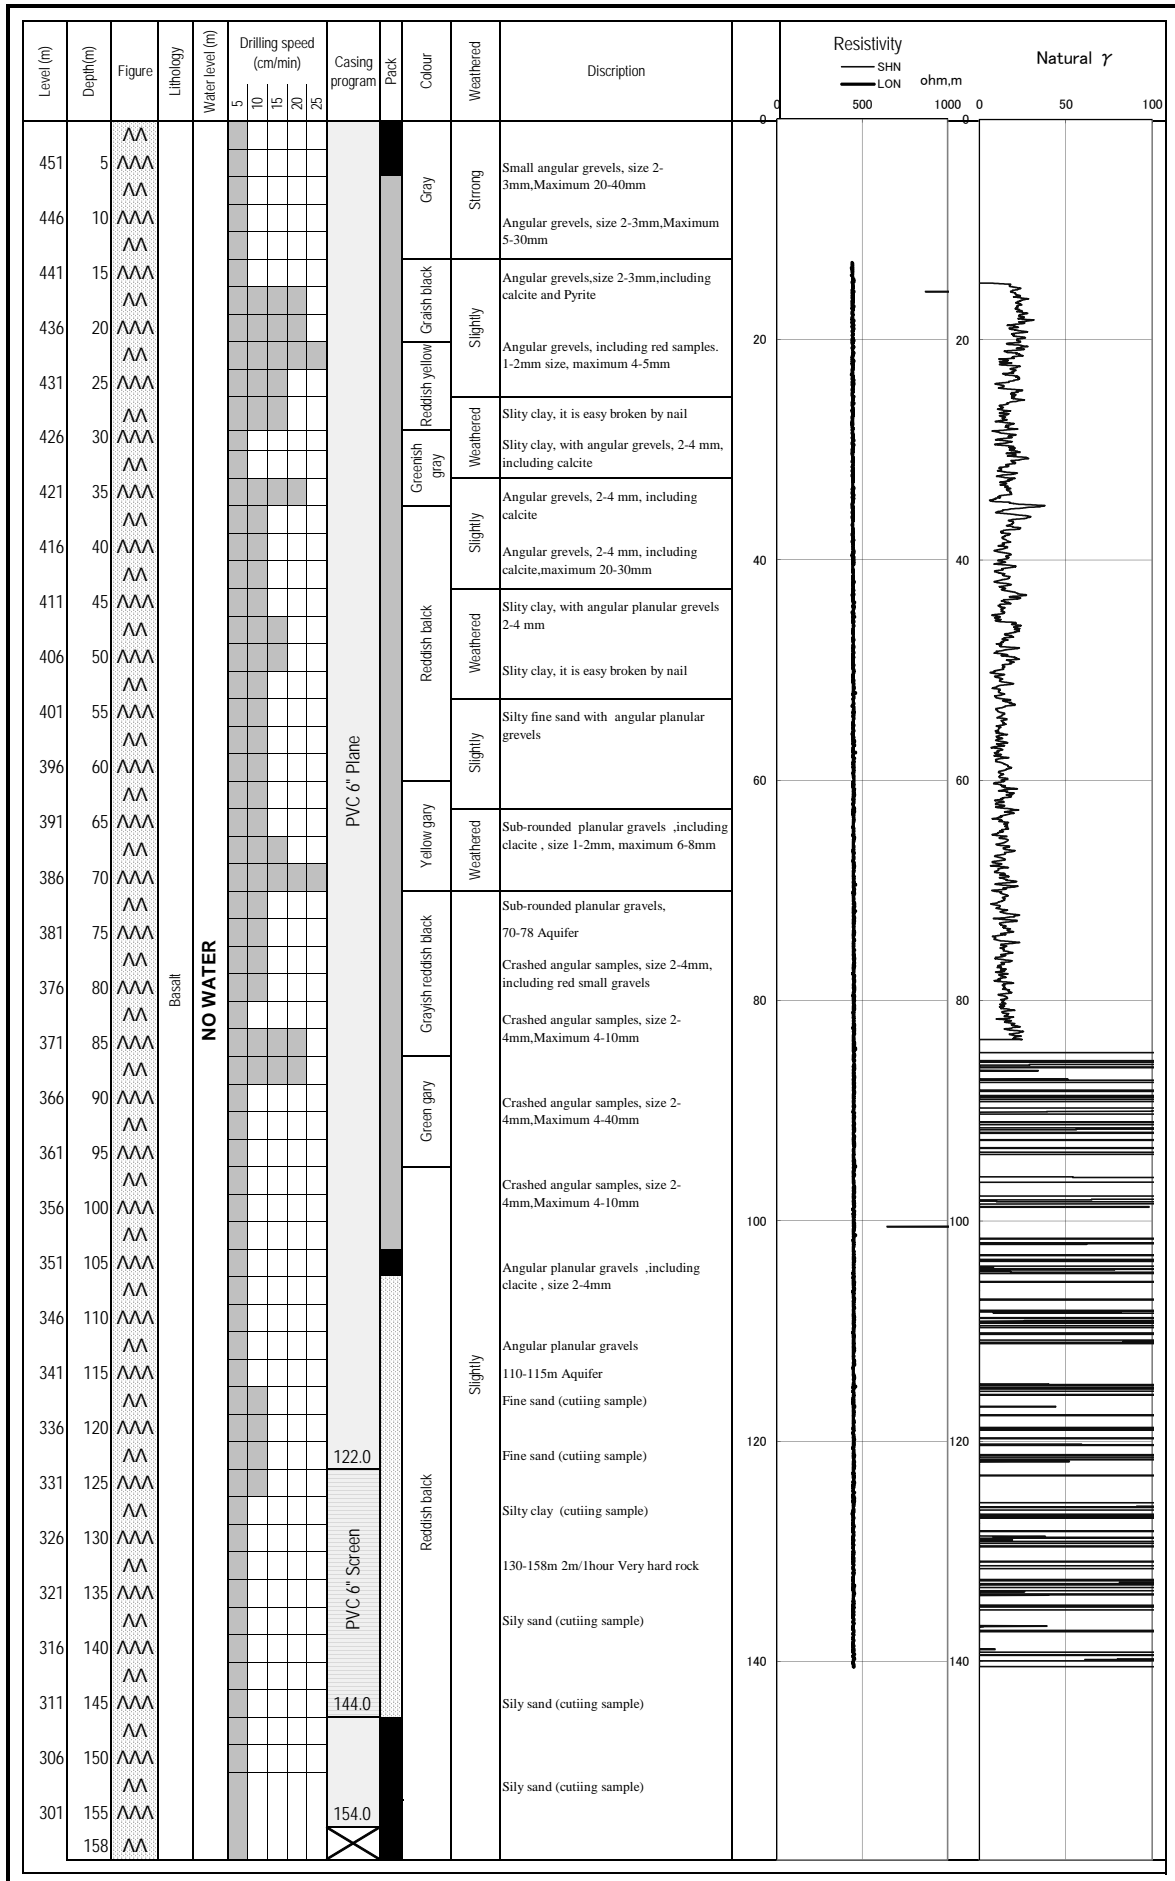 Level (m)
Depth(m)
Figure
Lithology
Water level (m)
Drilling speed
(cm/min)
5
10
15
20
25
Casing
program
Pack
Colour
Weathered
Discription
Resistivity
SHN
LON
ohm,m
0
500
1000
Natural γ
0
50
100
0
20
40
60
80
100
120
140
0
20
40
60
80
100
120
140
451 5
446 10
441 15
436 20
431 25
426 30
421 35
416 40
411 45
406 50
401 55
396 60
391 65
386 70
381 75
376 80
371 85
366 90
361 95
356 100
351 105
346 110
341 115
336 120
331 125
326 130
321 135
316 140
311 145
306 150
301 155
158
Basalt
NO WATER
PVC 6" Plane
122.0
PVC 6" Screen
144.0
154.0
Gray
Graish black
Reddish yellow
Greenish
gray
Reddish balck
Yellow gary
Grayish reddish black
Green gary
Reddish balck
Strrong
Slightly
Weathered
Slightly
Weathered
Slightly
Weathered
Slightly
Small angular grevels, size 2-
3mm,Maximum 20-40mm
Angular grevels, size 2-3mm,Maximum
5-30mm
Angular grevels,size 2-3mm,including
calcite and Pyrite
Angular grevels, including red samples.
1-2mm size, maximum 4-5mm
Slity clay, it is easy broken by nail
Slity clay, with angular grevels, 2-4 mm,
including calcite
Angular grevels, 2-4 mm, including
calcite
Angular grevels, 2-4 mm, including
calcite,maximum 20-30mm
Slity clay, with angular planular grevels
2-4 mm
Slity clay, it is easy broken by nail
Silty fine sand with angular planular
grevels
Sub-rounded planular gravels ,including
clacite , size 1-2mm, maximum 6-8mm
Sub-rounded planular gravels,
70-78 Aquifer
Crashed angular samples, size 2-4mm,
including red small gravels
Crashed angular samples, size 2-
4mm,Maximum 4-10mm
Crashed angular samples, size 2-
4mm,Maximum 4-40mm
Crashed angular samples, size 2-
4mm,Maximum 4-10mm
Angular planular gravels ,including
clacite , size 2-4mm
Angular planular gravels
110-115m Aquifer
Fine sand (cutiing sample)
Fine sand (cutiing sample)
Silty clay (cutiing sample)
130-158m 2m/1hour Very hard rock
Sily sand (cutiing sample)
Sily sand (cutiing sample)
Sily sand (cutiing sample)